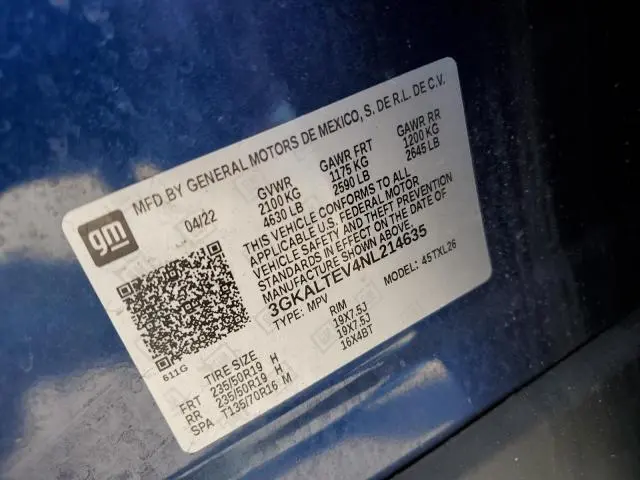 gm
MFD BY GENERAL MOTORS DE MEXICO, S. DE R.L. DE C.V.
04/22
GVWR GAWR FRT GAWR RR
2100 KG 1175 KG 1200 KG
4630 LB 2590 LB 2645 LB
THIS VEHICLE CONFORMS TO ALL
APPLICABLE U.S. FEDERAL MOTOR
VEHICLE SAFETY AND THEFT PREVENTION
STANDARDS IN EFFECT ON THE DATE OF
MANUFACTURE SHOWN ABOVE.
3GKALTEV4NL214635
TYPE: MPV MODEL: 45TXL26
611G
TIRE SIZE RIM
FRT 235/50R19 H 19X7.5J
RR 235/50R19 H 19X7.5J
SPA T135/70R16 M 16X4BT